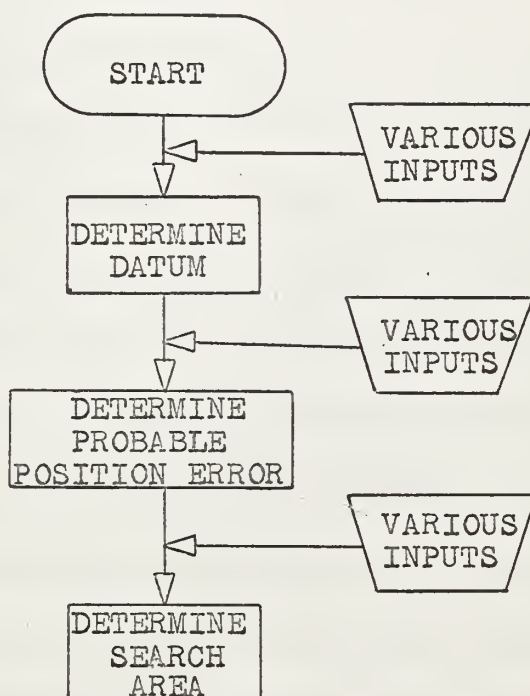 START
VARIOUS
INPUTS
DETERMINE
DATUM
VARIOUS
INPUTS
DETERMINE
PROBABLE
POSITION ERROR
VARIOUS
INPUTS
DETERMINE
SEARCH
AREA